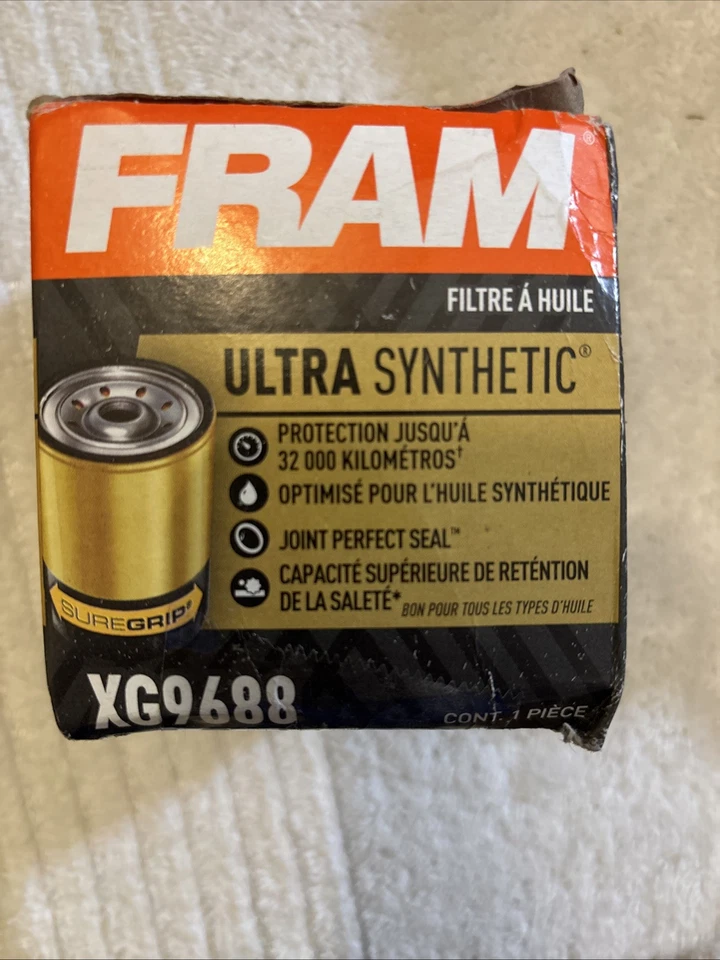 FRAM®
FILTRE Á HUILE
ULTRA SYNTHETIC®
PROTECTION JUSQU'Á
32 000 KILOMÉTROS†
OPTIMISÉ POUR L'HUILE SYNTHÉTIQUE
JOINT PERFECT SEAL™
CAPACITÉ SUPÉRIEURE DE RETÉNTION
DE LA SALETÉ*
BON POUR TOUS LES TYPES D'HUILE
SUREGRIP®
XG9688
CONT. 1 PIÈCE